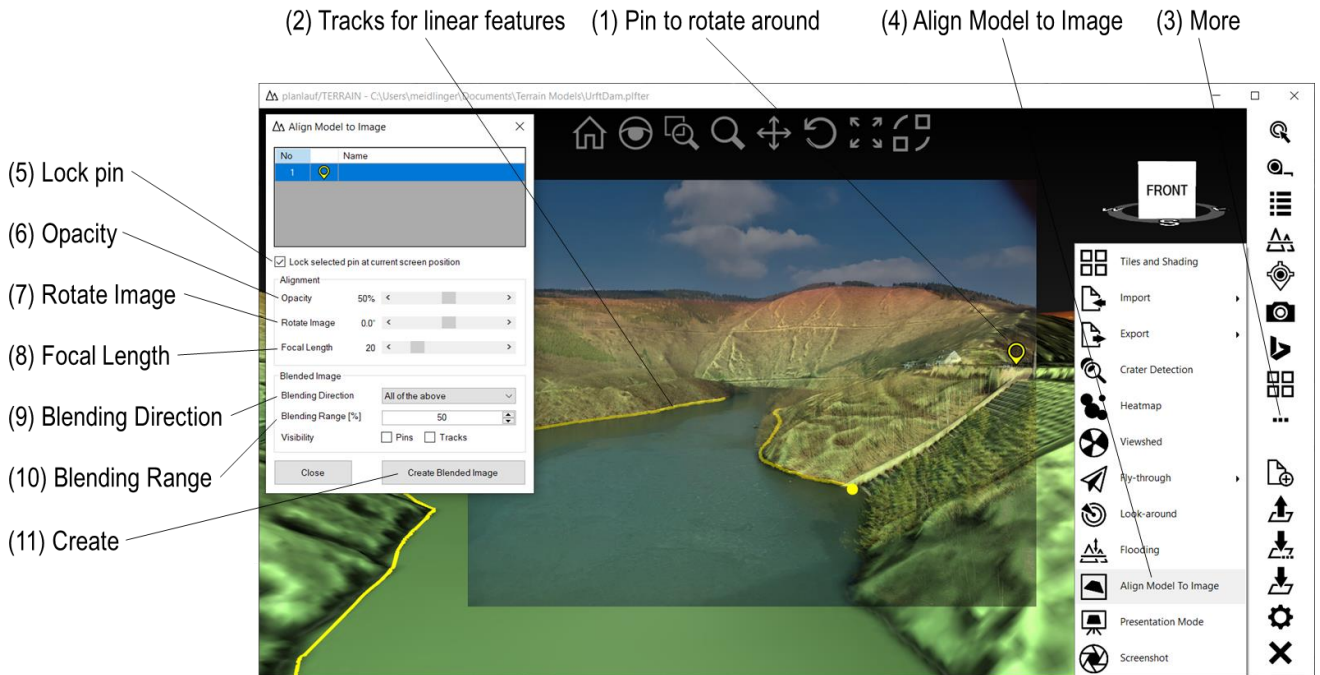 (2) Tracks for linear features
(1) Pin to rotate around
(4) Align Model to Image
(3) More
planlauf/TERRAIN - C:\Users\meidlinger\Documents\Terrain Models\UrftDam.plfter
Align Model to Image
No Name
1
(5) Lock pin
(6) Opacity
(7) Rotate Image
(8) Focal Length
(9) Blending Direction
(10) Blending Range
(11) Create
Lock selected pin at current screen position
Alignment
Opacity 50%
Rotate Image 0.0°
Focal Length 20
Blended Image
Blending Direction All of the above
Blending Range [%] 50
Visibility Pins Tracks
Close Create Blended Image
FRONT
S
Tiles and Shading
Import
Export
Crater Detection
Heatmap
Viewshed
Fly-through
Look-around
Flooding
Align Model To Image
Presentation Mode
Screenshot